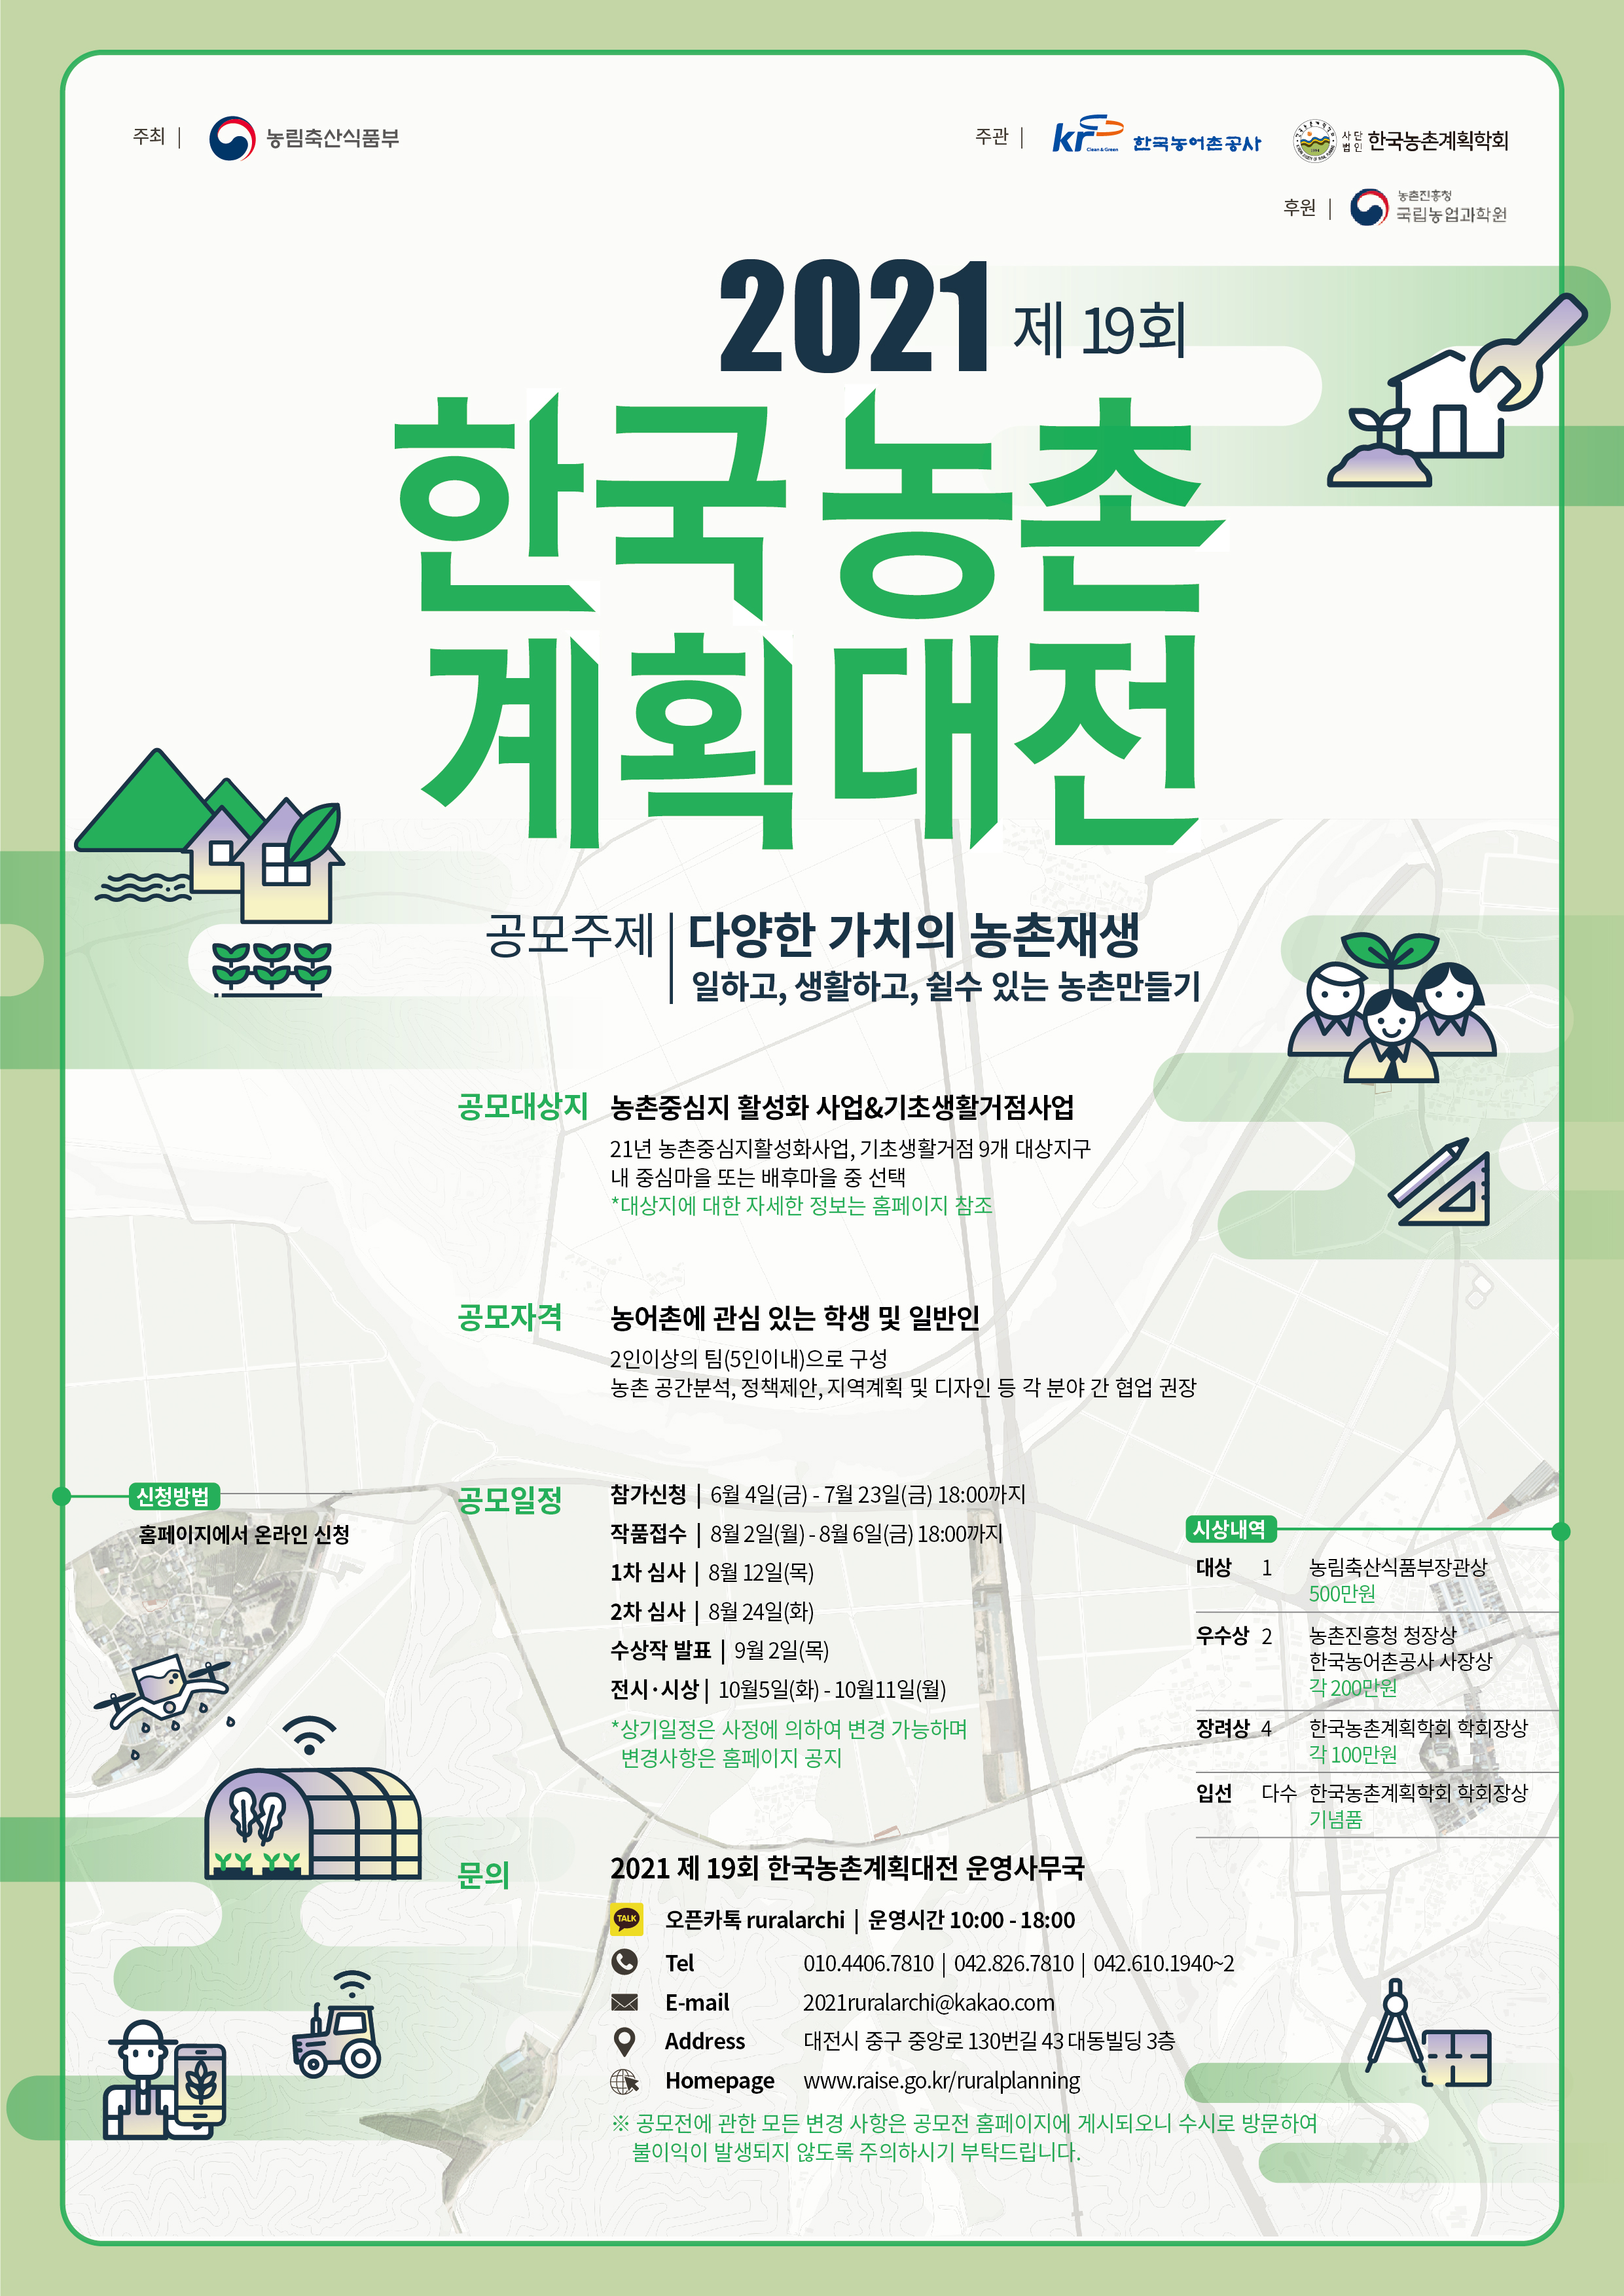 주최 |
농림축산식품부
주관 |
kr
Clean & Green
한국농어촌공사
사단법인 한국농촌계획학회
후원 |
농촌진흥청
국립농업과학원
2021 제 19회
한국농촌
계획대전
공모주제 | 다양한 가치의 농촌재생
일하고, 생활하고, 쉴수 있는 농촌만들기
공모대상지 농촌중심지 활성화 사업&기초생활거점사업
21년 농촌중심지활성화사업, 기초생활거점 9개 대상지구
내 중심마을 또는 배후마을 중 선택
*대상지에 대한 자세한 정보는 홈페이지 참조
공모자격 농어촌에 관심 있는 학생 및 일반인
2인이상의 팀(5인이내)으로 구성
농촌 공간분석, 정책제안, 지역계획 및 디자인 등 각 분야 간 협업 권장
신청방법
홈페이지에서 온라인 신청
공모일정 참가신청 | 6월 4일(금) - 7월 23일(금) 18:00까지
작품접수 | 8월 2일(월) - 8월 6일(금) 18:00까지
1차 심사 | 8월 12일(목)
2차 심사 | 8월 24일(화)
수상작 발표 | 9월 2일(목)
전시·시상 | 10월5일(화) - 10월11일(월)
*상기일정은 사정에 의하여 변경 가능하며
변경사항은 홈페이지 공지
시상내역
대상 1 농림축산식품부장관상
500만원
우수상 2 농촌진흥청 청장상
한국농어촌공사 사장상
각 200만원
장려상 4 한국농촌계획학회 학회장상
각 100만원
입선 다수 한국농촌계획학회 학회장상
기념품
문의 2021 제 19회 한국농촌계획대전 운영사무국
TALK 오픈카톡 ruralarchi | 운영시간 10:00 - 18:00
Tel 010.4406.7810 | 042.826.7810 | 042.610.1940~2
E-mail 2021ruralarchi@kakao.com
Address 대전시 중구 중앙로 130번길 43 대동빌딩 3층
Homepage www.raise.go.kr/ruralplanning
※ 공모전에 관한 모든 변경 사항은 공모전 홈페이지에 게시되오니 수시로 방문하여
불이익이 발생되지 않도록 주의하시기 부탁드립니다.